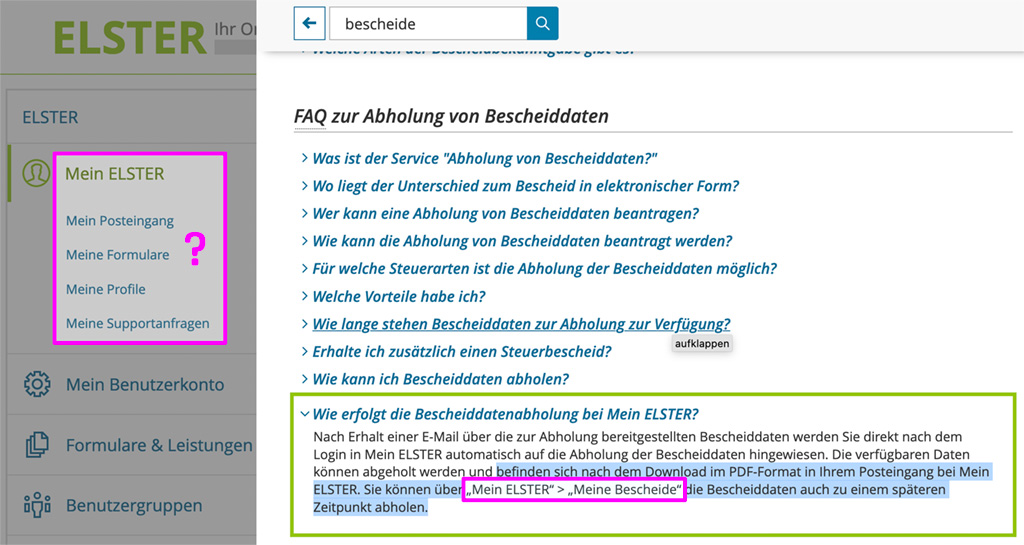 ELSTER
Ihr Or
ELSTER
Mein ELSTER
Mein Posteingang
Meine Formulare
?
Meine Profile
Meine Supportanfragen
Mein Benutzerkonto
Formulare & Leistungen
Benutzergruppen
bescheide
Welche Arten der Bescheidbekanntgabe gibt es?
FAQ zur Abholung von Bescheiddaten
Was ist der Service "Abholung von Bescheiddaten?"
Wo liegt der Unterschied zum Bescheid in elektronischer Form?
Wer kann eine Abholung von Bescheiddaten beantragen?
Wie kann die Abholung von Bescheiddaten beantragt werden?
Für welche Steuerarten ist die Abholung der Bescheiddaten möglich?
Welche Vorteile habe ich?
Wie lange stehen Bescheiddaten zur Abholung zur Verfügung?
aufklappen
Erhalte ich zusätzlich einen Steuerbescheid?
Wie kann ich Bescheiddaten abholen?
Wie erfolgt die Bescheiddatenabholung bei Mein ELSTER?
Nach Erhalt einer E-Mail über die zur Abholung bereitgestellten Bescheiddaten werden Sie direkt nach dem
Login in Mein ELSTER automatisch auf die Abholung der Bescheiddaten hingewiesen. Die verfügbaren Daten
können abgeholt werden und befinden sich nach dem Download im PDF-Format in Ihrem Posteingang bei Mein
ELSTER. Sie können über „Mein ELSTER“ > „Meine Bescheide“ die Bescheiddaten auch zu einem späteren
Zeitpunkt abholen.